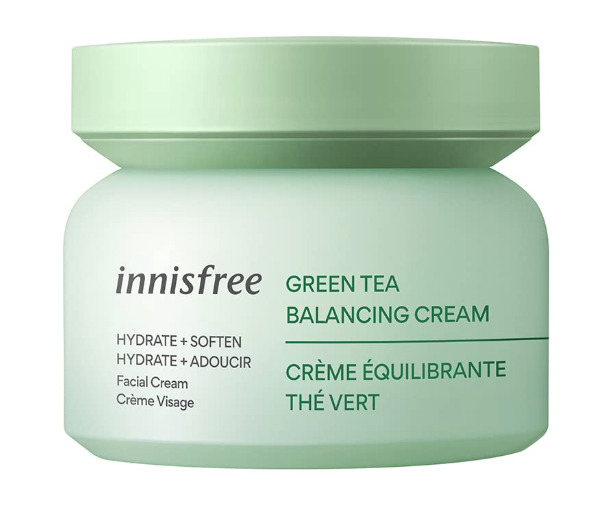 innisfree
HYDRATE + SOFTEN
HYDRATE + ADOUCIR
Facial Cream
Crème Visage
GREEN TEA
BALANCING CREAM
CRÈME ÉQUILIBRANTE
THÉ VERT